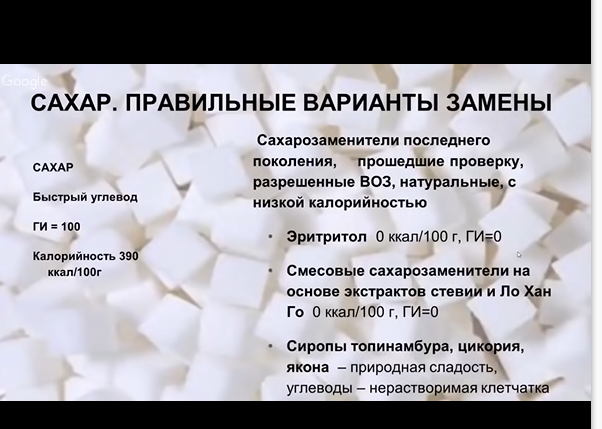 Google
САХАР. ПРАВИЛЬНЫЕ ВАРИАНТЫ ЗАМЕНЫ
САХАР
Быстрый углевод
ГИ = 100
Калорийность 390
ккал/100г
Сахарозаменители последнего
поколения, прошедшие проверку,
разрешенные ВОЗ, натуральные, с
низкой калорийностью
• Эритритол 0 ккал/100 г, ГИ=0
• Смесовые сахарозаменители на
основе экстрактов стевии и Ло Хан
Го 0 ккал/100 г, ГИ=0
• Сиропы топинамбура, цикория,
якона – природная сладость,
углеводы – нерастворимая клетчатка